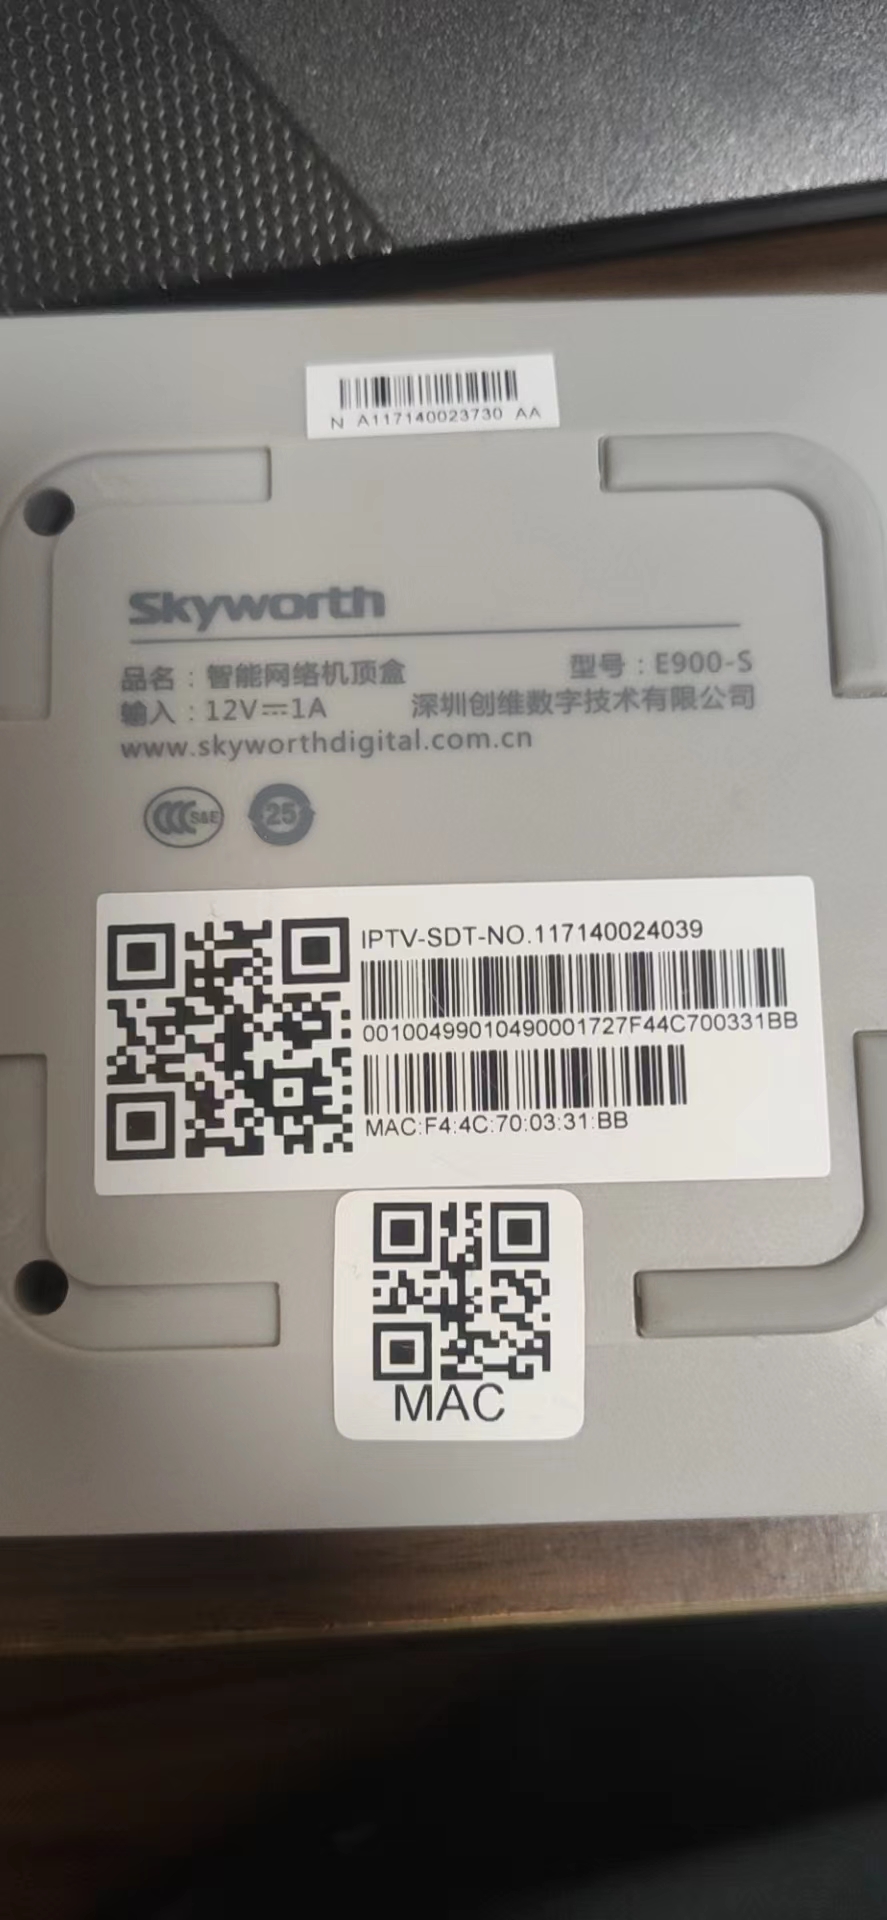 N A117140023730 AA
Skyworth
品名：智能网络机顶盒 型号：E900-S
输入：12V⎓1A 深圳创维数字技术有限公司
www.skyworthdigital.com.cn
CCC S&E 25
IPTV-SDT-NO.117140024039
00100499010490001727F44C700331BB
MAC:F4:4C:70:03:31:BB
MAC